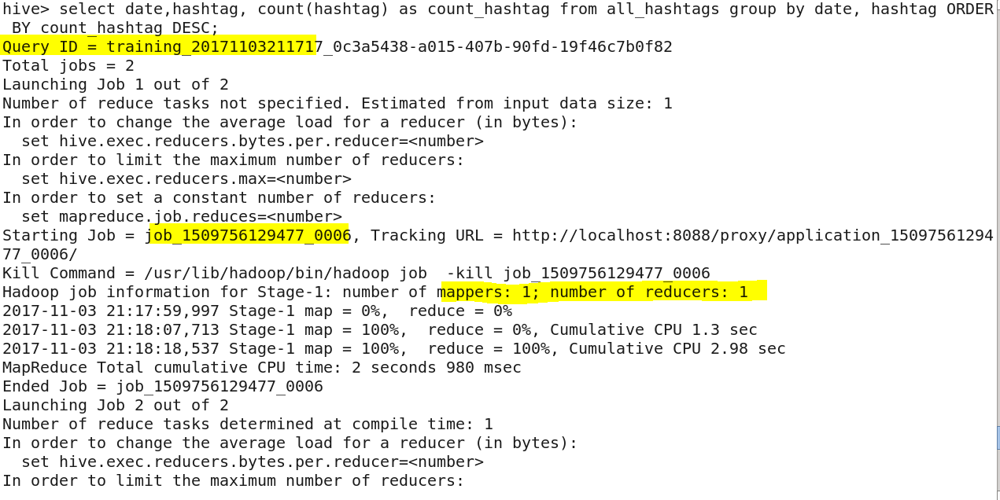 hive> select date,hashtag, count(hashtag) as count_hashtag from all_hashtags group by date, hashtag ORDER
 BY count_hashtag DESC;
Query ID = training_20171103211717_0c3a5438-a015-407b-90fd-19f46c7b0f82
Total jobs = 2
Launching Job 1 out of 2
Number of reduce tasks not specified. Estimated from input data size: 1
In order to change the average load for a reducer (in bytes):
  set hive.exec.reducers.bytes.per.reducer=<number>
In order to limit the maximum number of reducers:
  set hive.exec.reducers.max=<number>
In order to set a constant number of reducers:
  set mapreduce.job.reduces=<number>
Starting Job = job_1509756129477_0006, Tracking URL = http://localhost:8088/proxy/application_15097561294
77_0006/
Kill Command = /usr/lib/hadoop/bin/hadoop job  -kill job_1509756129477_0006
Hadoop job information for Stage-1: number of mappers: 1; number of reducers: 1
2017-11-03 21:17:59,997 Stage-1 map = 0%,  reduce = 0%
2017-11-03 21:18:07,713 Stage-1 map = 100%,  reduce = 0%, Cumulative CPU 1.3 sec
2017-11-03 21:18:18,537 Stage-1 map = 100%,  reduce = 100%, Cumulative CPU 2.98 sec
MapReduce Total cumulative CPU time: 2 seconds 980 msec
Ended Job = job_1509756129477_0006
Launching Job 2 out of 2
Number of reduce tasks determined at compile time: 1
In order to change the average load for a reducer (in bytes):
  set hive.exec.reducers.bytes.per.reducer=<number>
In order to limit the maximum number of reducers: